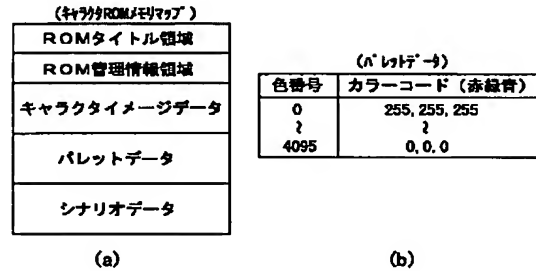 (ｷｬﾗｸﾀROMﾒﾓﾘﾏｯﾌﾟ)
ROMタイトル領域
ROM管理情報領域
キャラクタイメージデータ
パレットデータ
シナリオデータ
(a)
(ﾊﾟﾚｯﾄﾃﾞｰﾀ)
色番号 カラーコード (赤緑青)
0 255, 255, 255
≀ ≀
4095 0, 0, 0
(b)